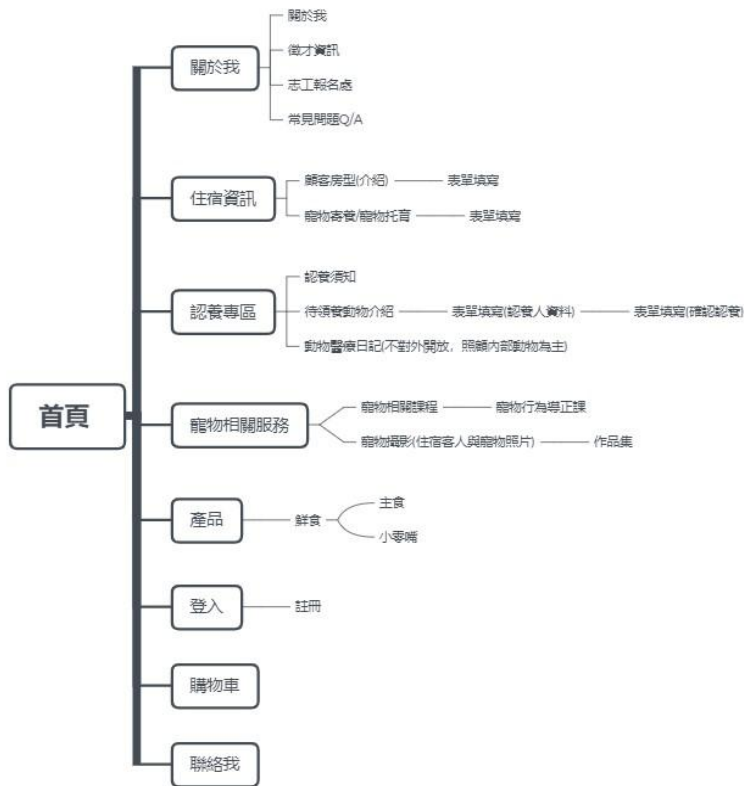 首頁
關於我
關於我
徵才資訊
志工報名處
常見問題Q/A
住宿資訊
顧客房型(介紹)
表單填寫
寵物寄養/寵物托育
表單填寫
認養專區
認養須知
待領養動物介紹
表單填寫(認養人資料)
表單填寫(確認認養)
動物醫療日記(不對外開放，照顧內部動物為主)
寵物相關服務
寵物相關課程
寵物行為導正課
寵物攝影(住宿客人與寵物照片)
作品集
產品
鮮食
主食
小零嘴
登入
註冊
購物車
聯絡我